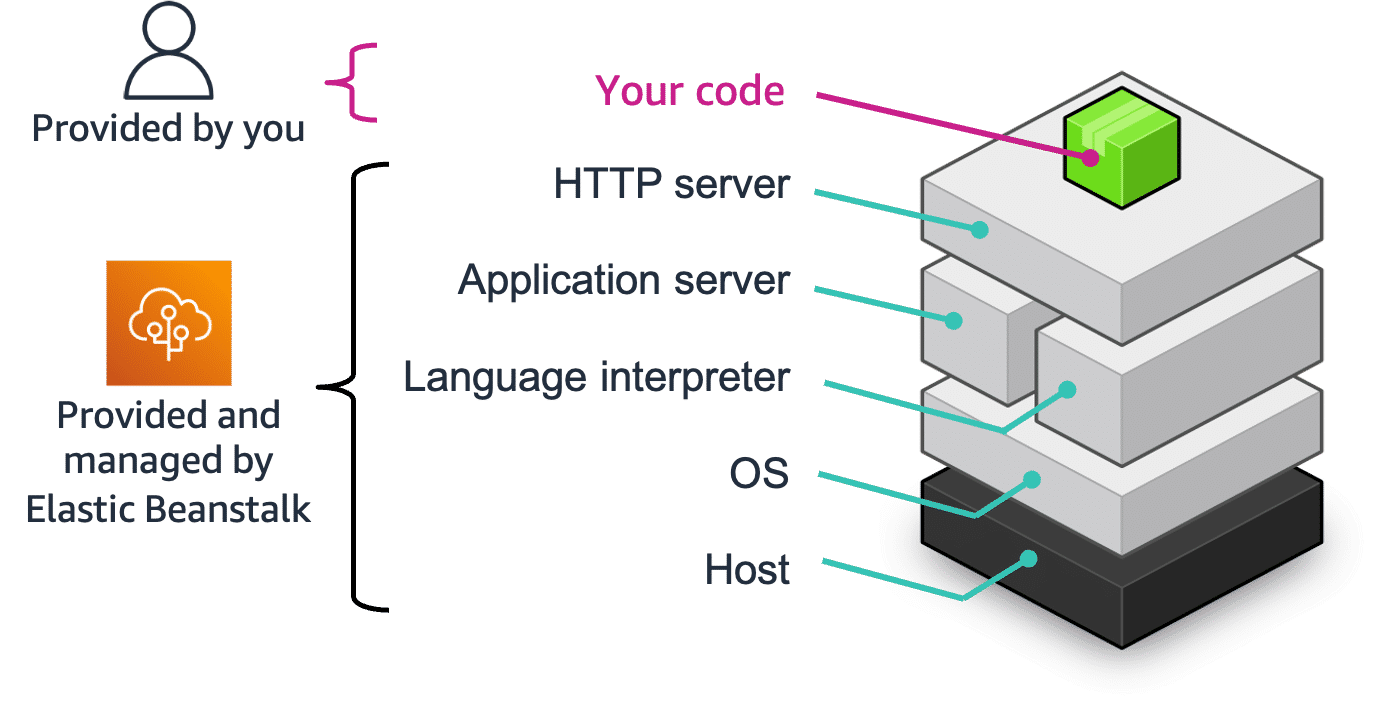 Provided by you
Your code
HTTP server
Application server
Language interpreter
OS
Host
Provided and
managed by
Elastic Beanstalk